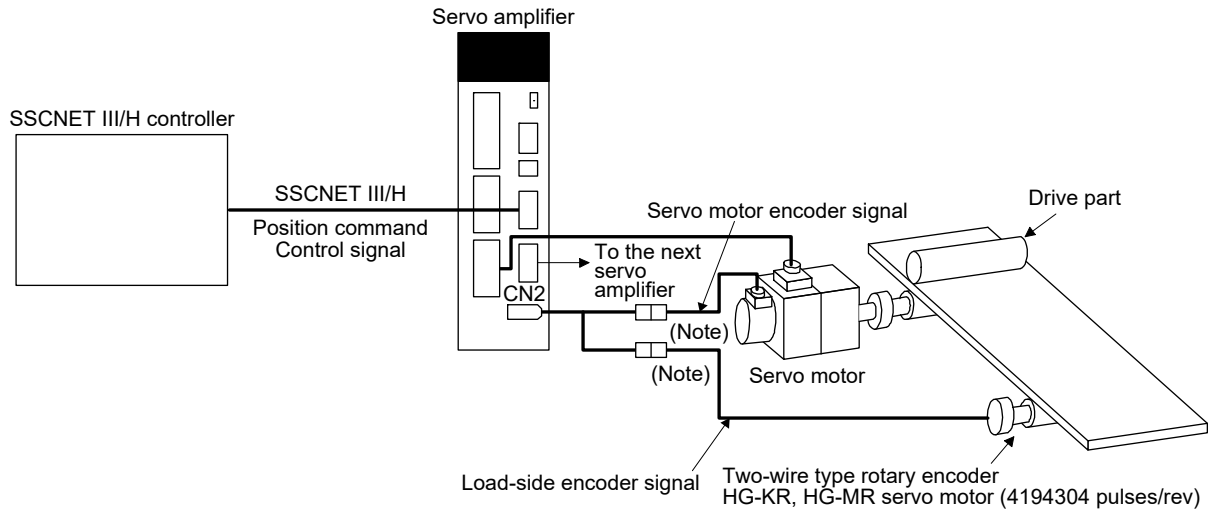 Servo amplifier
SSCNET III/H controller
SSCNET III/H
Position command
Control signal
Servo motor encoder signal
Drive part
To the next
servo
amplifier
CN2
(Note)
(Note)
Servo motor
Load-side encoder signal
Two-wire type rotary encoder
HG-KR, HG-MR servo motor (4194304 pulses/rev)